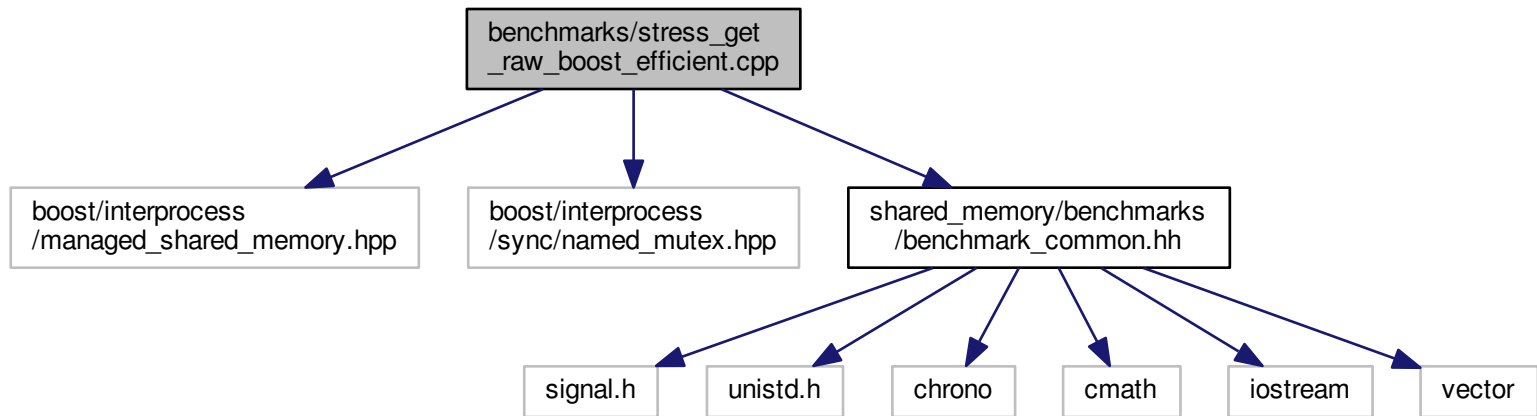 benchmarks/stress_get
_raw_boost_efficient.cpp
boost/interprocess
/managed_shared_memory.hpp
boost/interprocess
/sync/named_mutex.hpp
shared_memory/benchmarks
/benchmark_common.hh
signal.h
unistd.h
chrono
cmath
iostream
vector